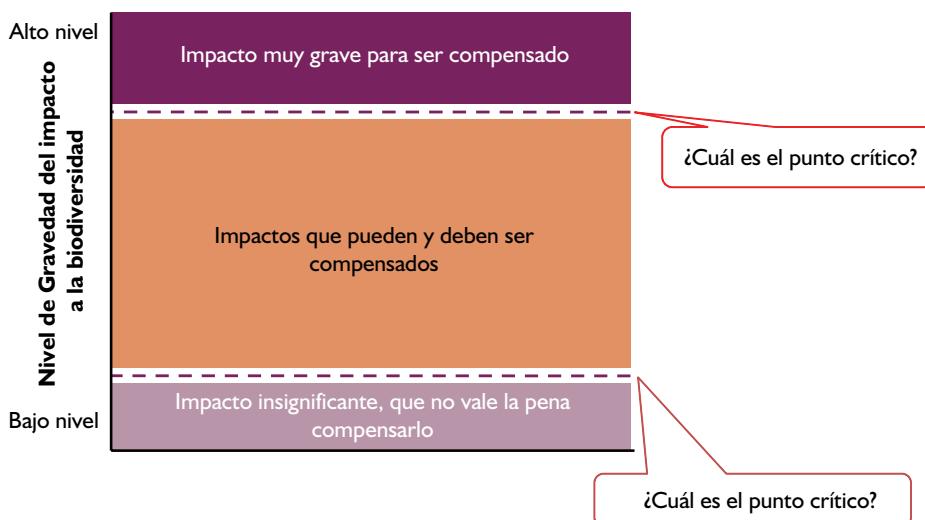 Alto nivel
Impacto muy grave para ser compensado
¿Cuál es el punto crítico?
Nivel de Gravedad del impacto
a la biodiversidad
Impactos que pueden y deben ser
compensados
Impacto insignificante, que no vale la pena
compensarlo
Bajo nivel
¿Cuál es el punto crítico?